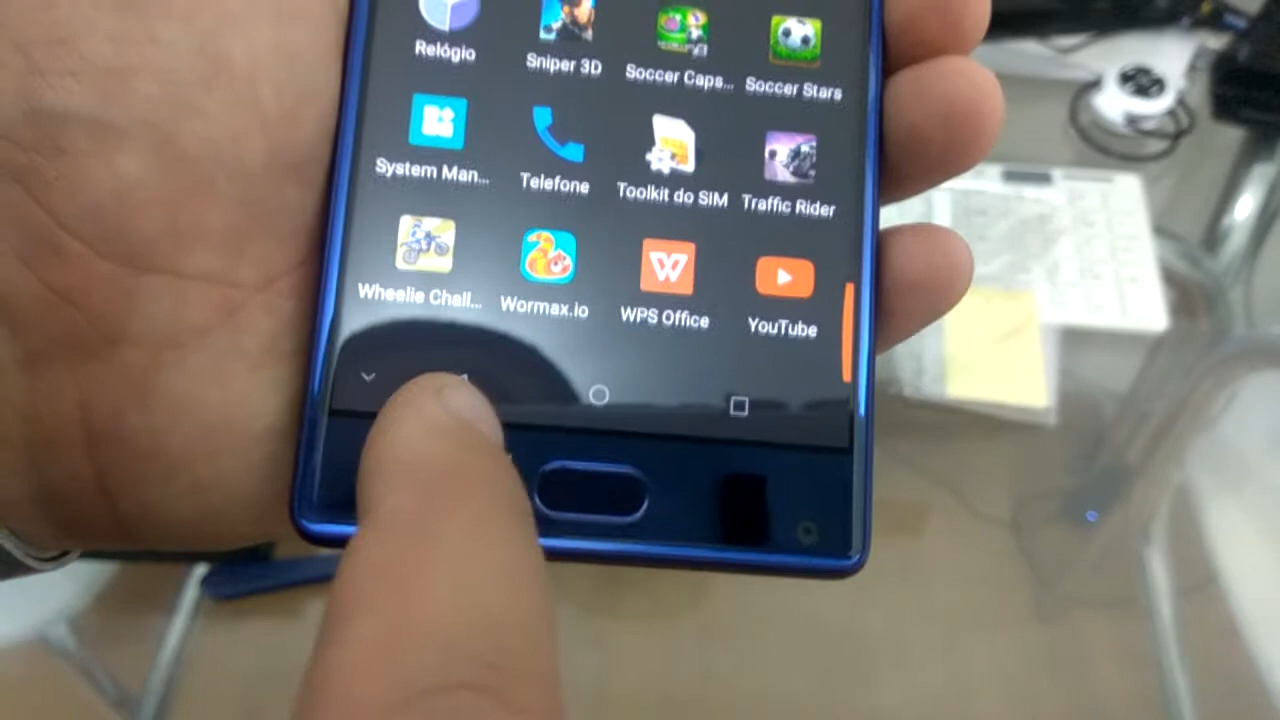 Relógio
Sniper 3D
Soccer Caps...
Soccer Stars
System Man...
Telefone
Toolkit do SIM
Traffic Rider
Wheelie Chall...
Wormax.io
WPS Office
YouTube